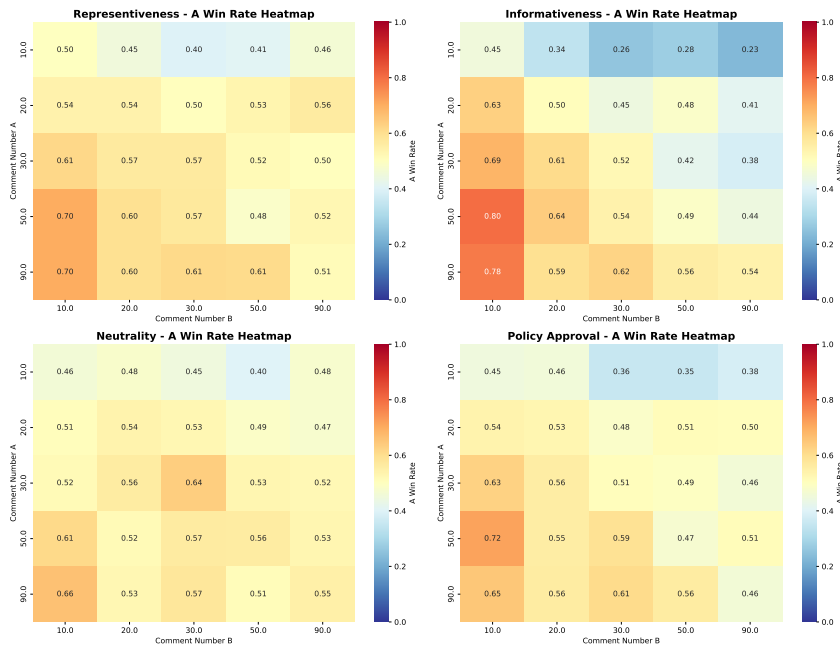 Representiveness - A Win Rate Heatmap
10.0 0.50 0.45 0.40 0.41 0.46
20.0 0.54 0.54 0.50 0.53 0.56
30.0 0.61 0.57 0.57 0.52 0.50
50.0 0.70 0.60 0.57 0.48 0.52
90.0 0.70 0.60 0.61 0.61 0.51
10.0 20.0 30.0 50.0 90.0
Comment Number A
Comment Number B
1.0
0.8
0.6
0.4
0.2
0.0
A Win Rate
Informativeness - A Win Rate Heatmap
10.0 0.45 0.34 0.26 0.28 0.23
20.0 0.63 0.50 0.45 0.48 0.41
30.0 0.69 0.61 0.52 0.42 0.38
50.0 0.80 0.64 0.54 0.49 0.44
90.0 0.78 0.59 0.62 0.56 0.54
10.0 20.0 30.0 50.0 90.0
Comment Number A
Comment Number B
1.0
0.8
0.6
0.4
0.2
0.0
A Win Rate
Neutrality - A Win Rate Heatmap
10.0 0.46 0.48 0.45 0.40 0.48
20.0 0.51 0.54 0.53 0.49 0.47
30.0 0.52 0.56 0.64 0.53 0.52
50.0 0.61 0.52 0.57 0.56 0.53
90.0 0.66 0.53 0.57 0.51 0.55
10.0 20.0 30.0 50.0 90.0
Comment Number A
Comment Number B
1.0
0.8
0.6
0.4
0.2
0.0
A Win Rate
Policy Approval - A Win Rate Heatmap
10.0 0.45 0.46 0.36 0.35 0.38
20.0 0.54 0.53 0.48 0.51 0.50
30.0 0.63 0.56 0.51 0.49 0.46
50.0 0.72 0.55 0.59 0.47 0.51
90.0 0.65 0.56 0.61 0.56 0.46
10.0 20.0 30.0 50.0 90.0
Comment Number A
Comment Number B
1.0
0.8
0.6
0.4
0.2
0.0
A Win Rate